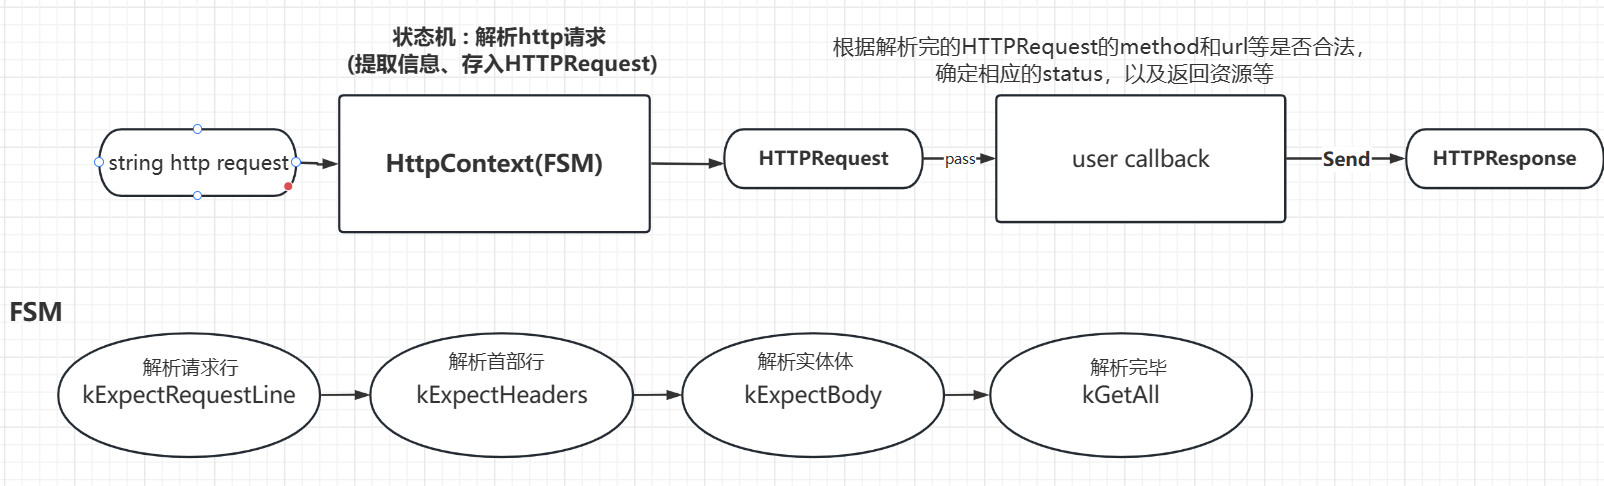 状态机：解析http请求
(提取信息、存入HTTPRequest)
根据解析完的HTTPRequest的method和url等是否合法，
确定相应的status，以及返回资源等
string http request
HttpContext(FSM)
HTTPRequest
pass
user callback
Send
HTTPResponse
FSM
解析请求行
kExpectRequestLine
解析首部行
kExpectHeaders
解析实体体
kExpectBody
解析完毕
kGetAll